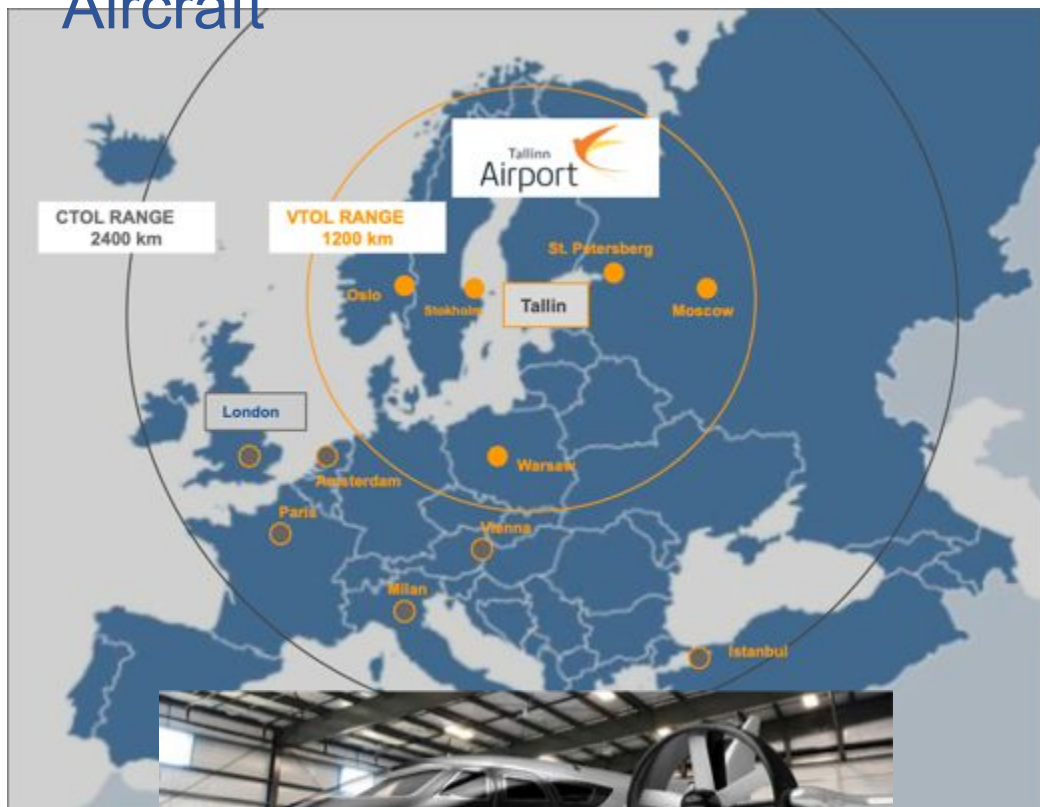 Aircraft
Tallinn
Airport
CTOL RANGE
2400 km
VTOL RANGE
1200 km
St. Petersberg
Oslo
Stokholm
Tallin
Moscow
London
Warsaw
Amsterdam
Paris
Vienna
Milan
Istanbul